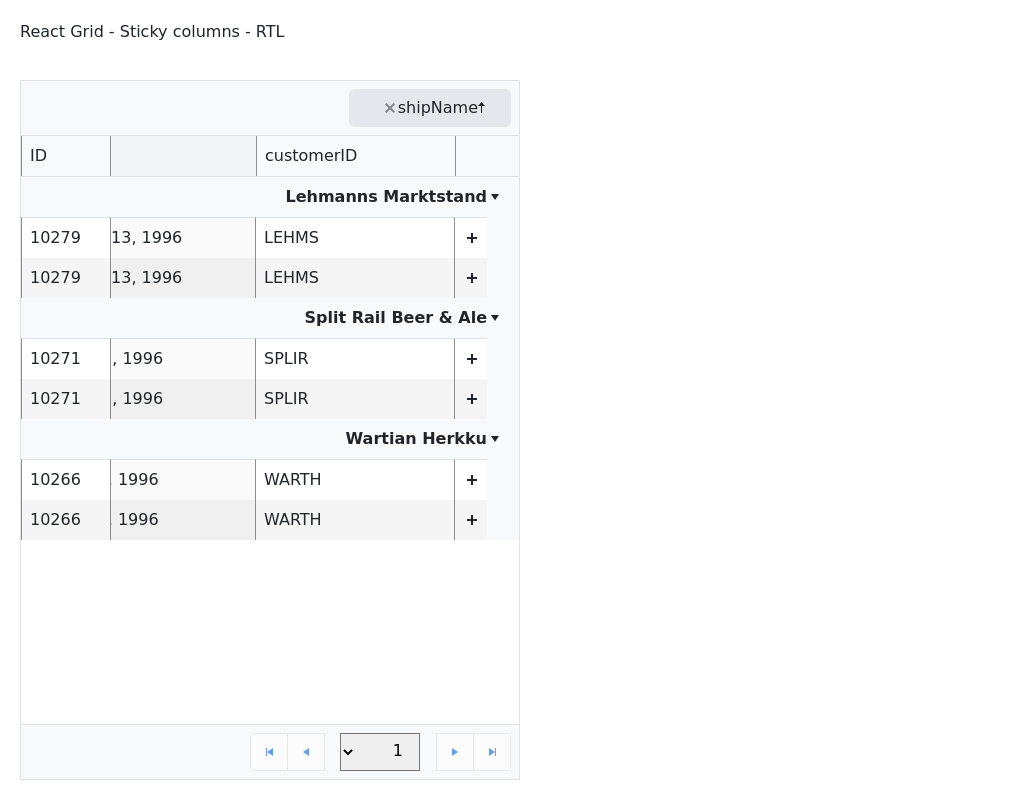 React Grid - Sticky columns - RTL
× shipName↑
ID customerID
Lehmanns Marktstand
10279 13, 1996 LEHMS +
10279 13, 1996 LEHMS +
Split Rail Beer & Ale
10271 , 1996 SPLIR +
10271 , 1996 SPLIR +
Wartian Herkku
10266 1996 WARTH +
10266 1996 WARTH +
1